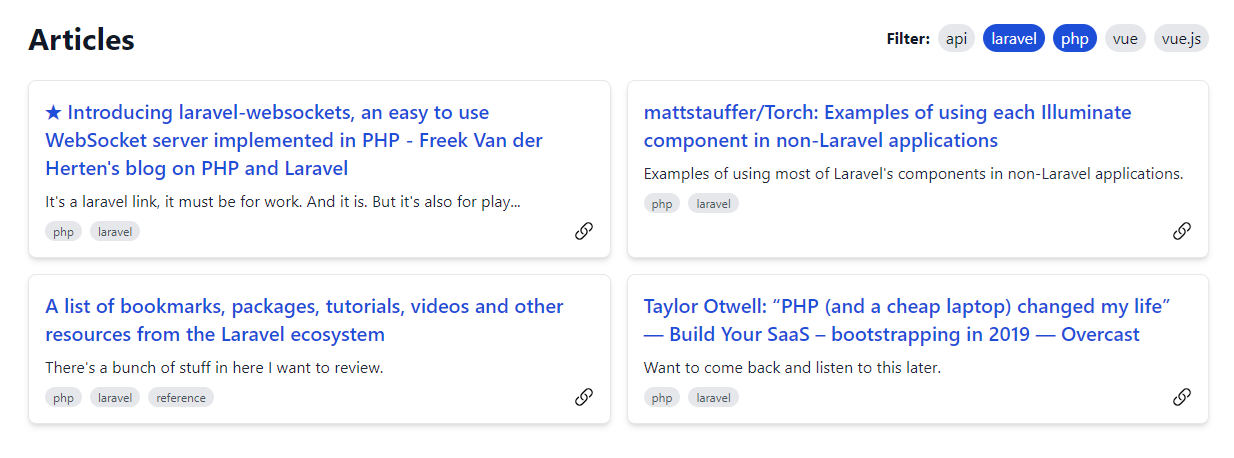 Articles
Filter: api laravel php vue vue.js
★ Introducing laravel-websockets, an easy to use
WebSocket server implemented in PHP - Freek Van der
Herten's blog on PHP and Laravel
It's a laravel link, it must be for work. And it is. But it's also for play...
php laravel
mattstauffer/Torch: Examples of using each Illuminate
component in non-Laravel applications
Examples of using most of Laravel's components in non-Laravel applications.
php laravel
A list of bookmarks, packages, tutorials, videos and other
resources from the Laravel ecosystem
There's a bunch of stuff in here I want to review.
php laravel reference
Taylor Otwell: “PHP (and a cheap laptop) changed my life”
— Build Your SaaS – bootstrapping in 2019 — Overcast
Want to come back and listen to this later.
php laravel